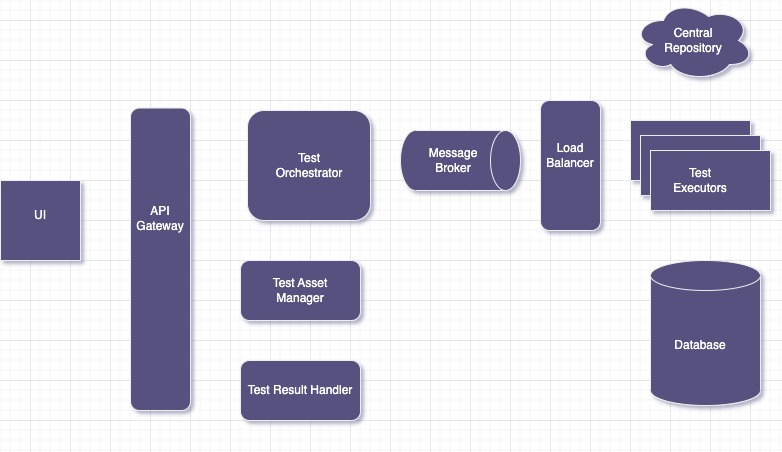 Central
Repository
Test
Orchestrator
Message
Broker
Load
Balancer
Test
Executors
UI
API
Gateway
Test Asset
Manager
Database
Test Result Handler